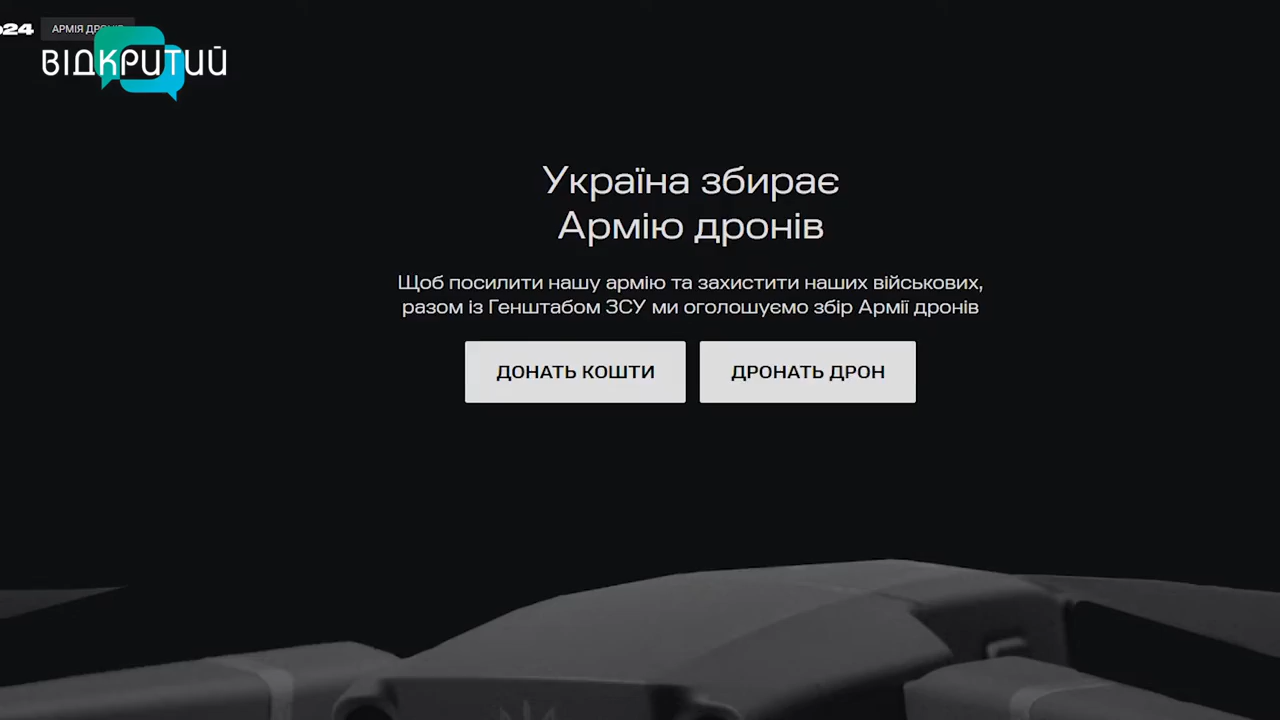 АРМІЯ
ВІДКРИТИЙ
Україна збирає
Армію дронів
Щоб посилити нашу армію та захистити наших військових,
разом із Генштабом ЗСУ ми оголошуємо збір Армії дронів
ДОНАТЬ КОШТИ
ДРОНАТЬ ДРОН